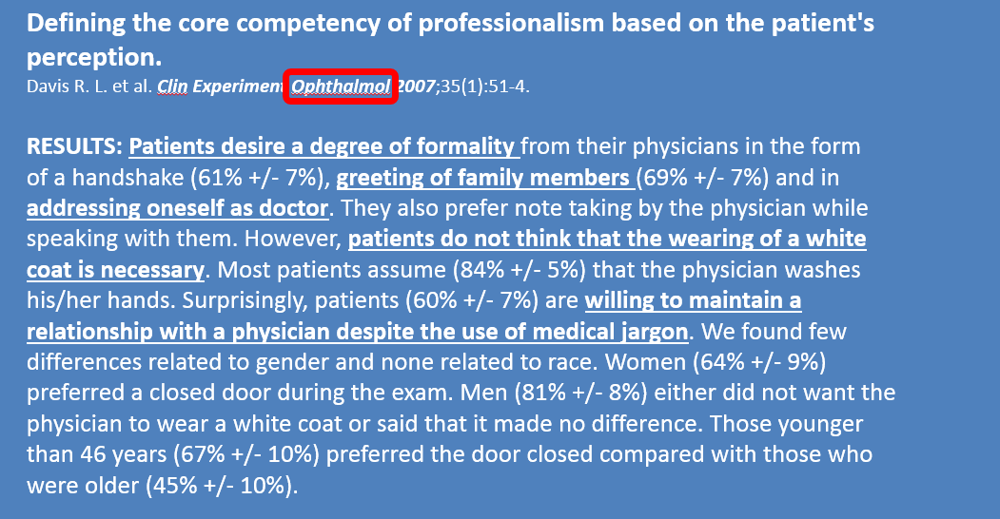 Defining the core competency of professionalism based on the patient's
perception.
Davis R. L. et al. Clin Experiment Ophthalmol 2007;35(1):51-4.
RESULTS: Patients desire a degree of formality from their physicians in the form
of a handshake (61% +/- 7%), greeting of family members (69% +/- 7%) and in
addressing oneself as doctor. They also prefer note taking by the physician while
speaking with them. However, patients do not think that the wearing of a white
coat is necessary. Most patients assume (84% +/- 5%) that the physician washes
his/her hands. Surprisingly, patients (60% +/- 7%) are willing to maintain a
relationship with a physician despite the use of medical jargon. We found few
differences related to gender and none related to race. Women (64% +/- 9%)
preferred a closed door during the exam. Men (81% +/- 8%) either did not want the
physician to wear a white coat or said that it made no difference. Those younger
than 46 years (67% +/- 10%) preferred the door closed compared with those who
were older (45% +/- 10%).